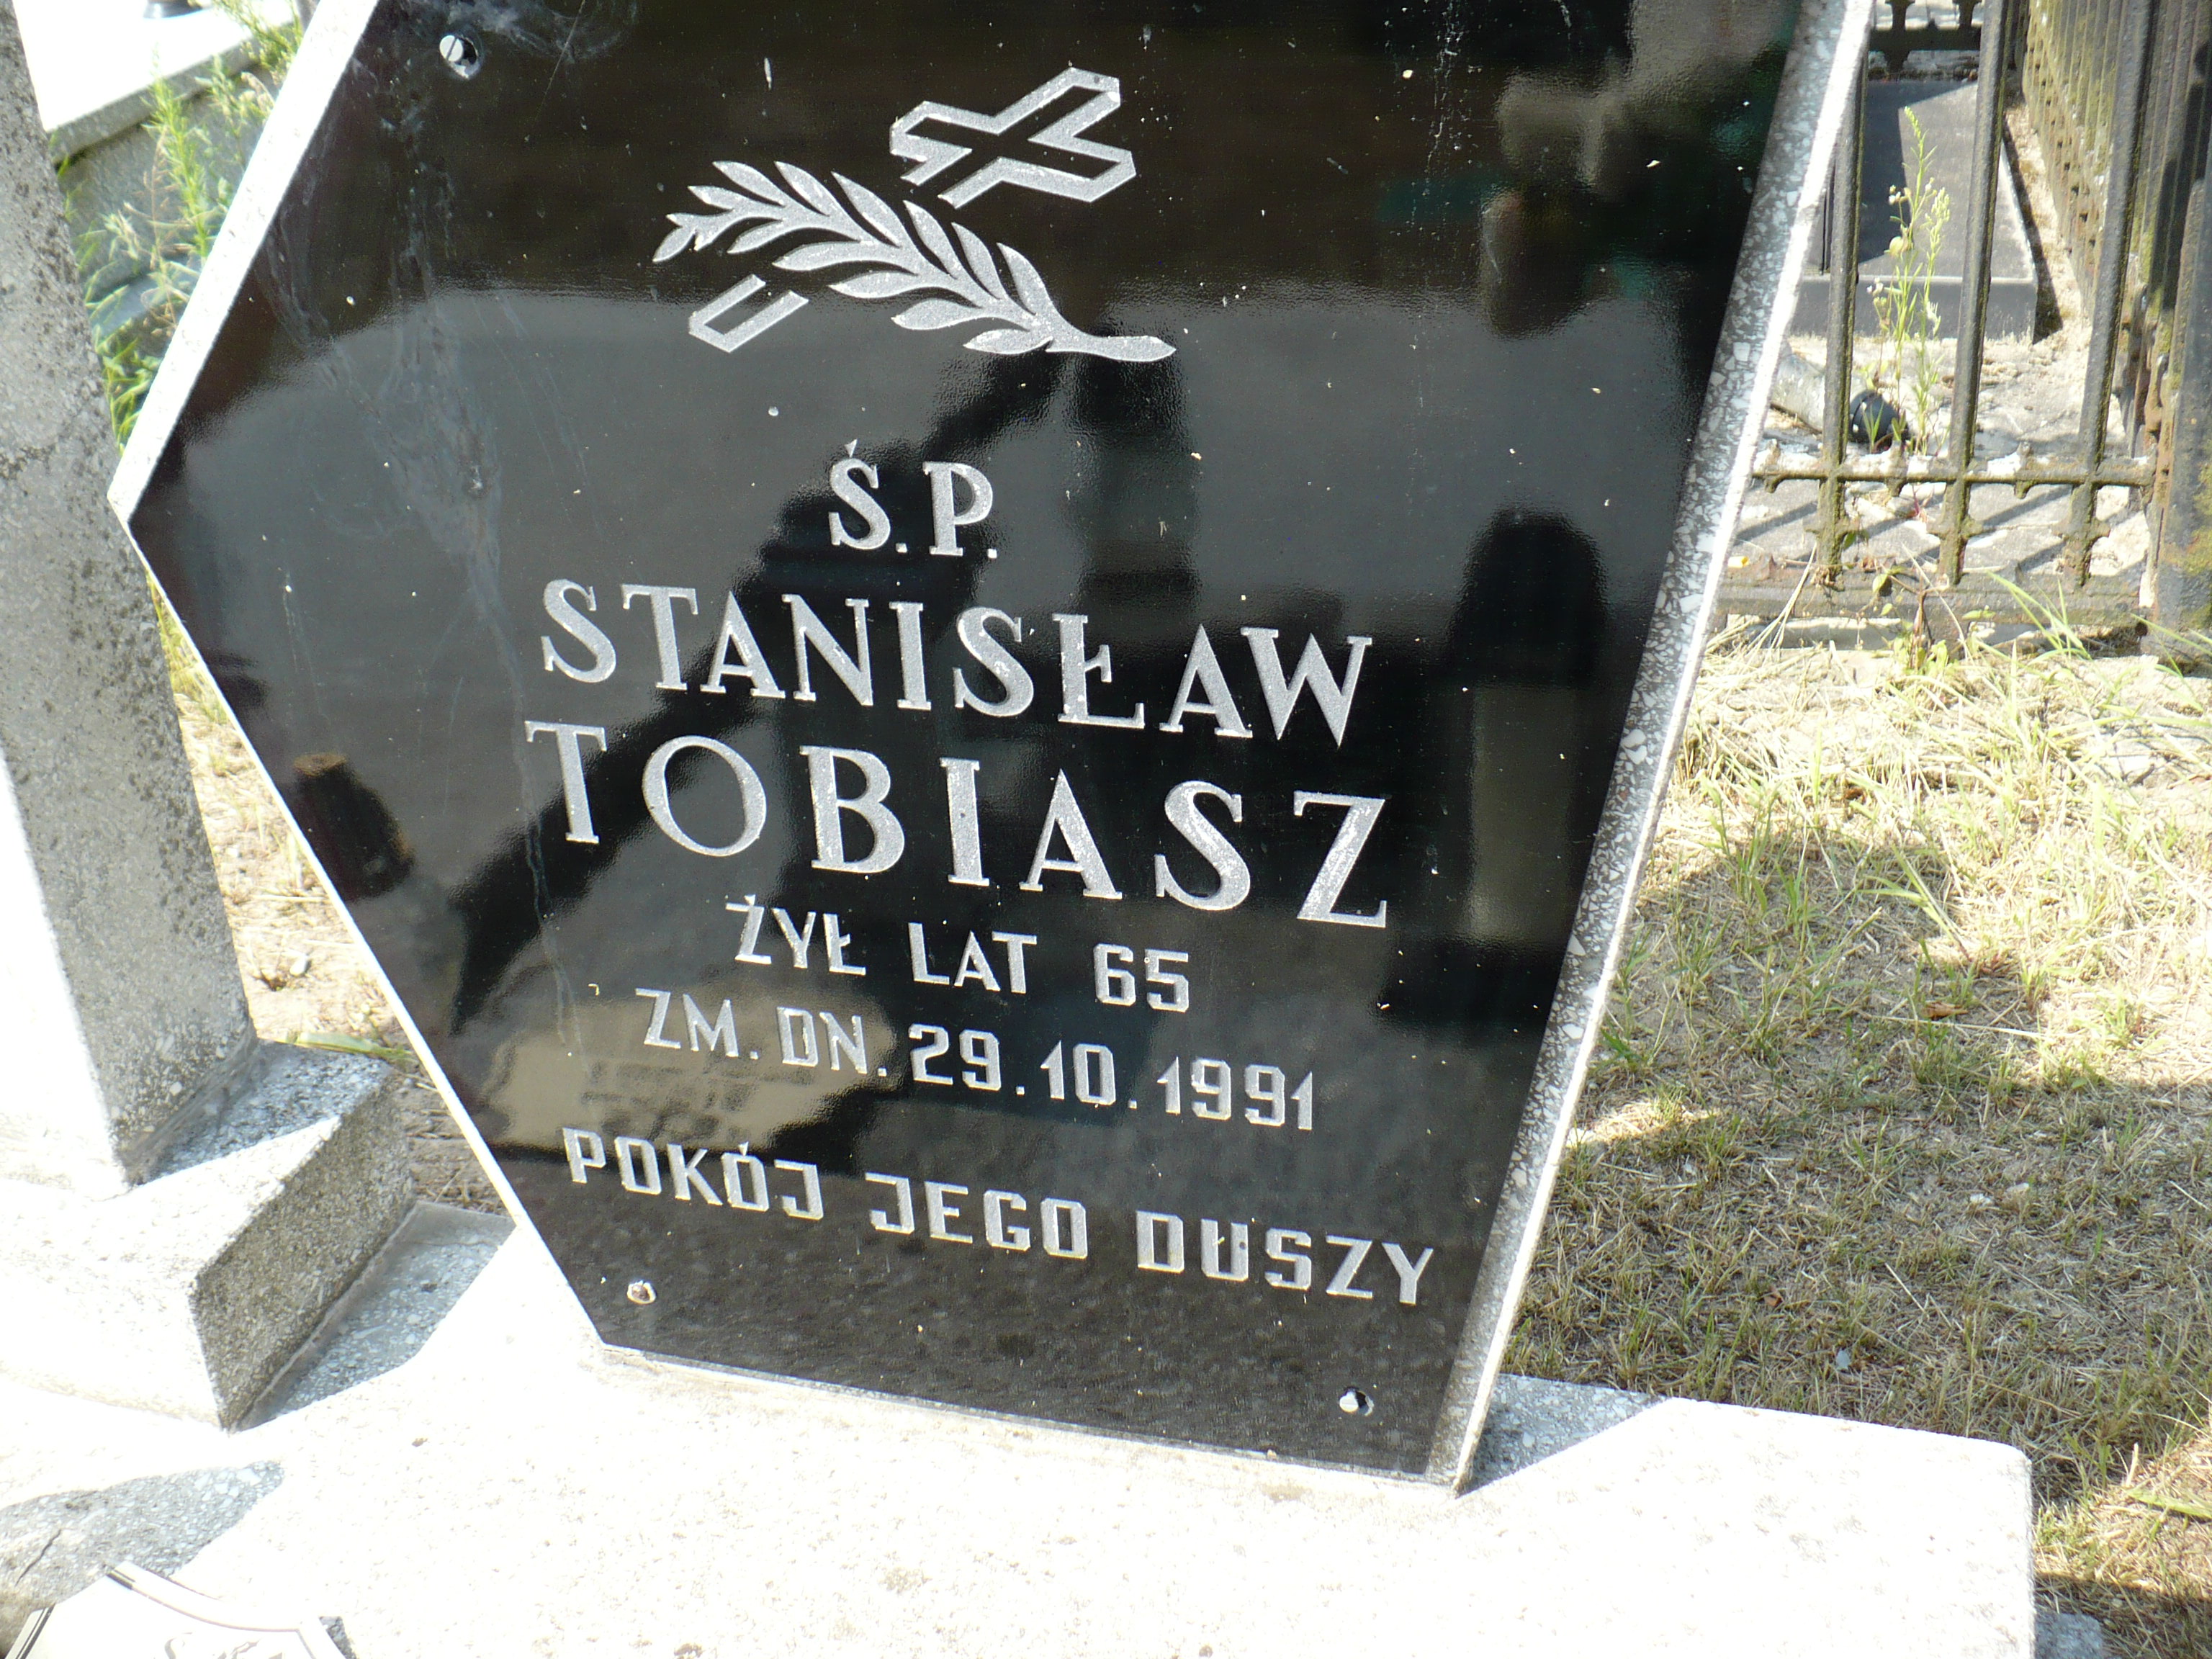 Ś.P.
STANISŁAW
TOBIASZ
ŻYŁ LAT 65
ZM. DN. 29.10.1991
POKÓJ JEGO DUSZY